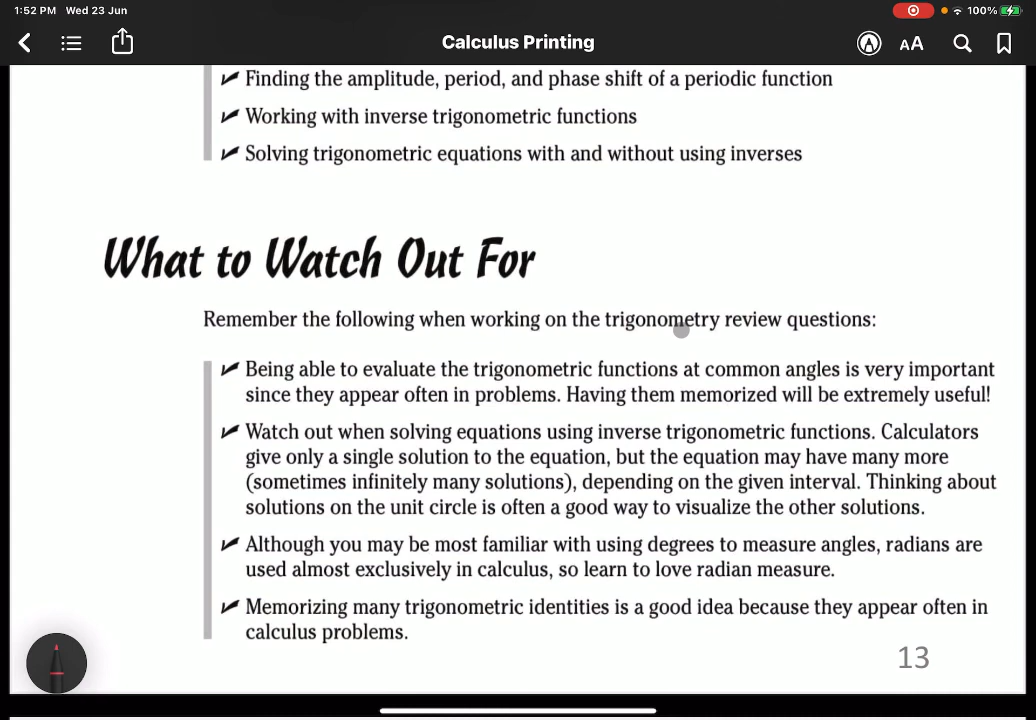 1:52 PM Wed 23 Jun
100%
Calculus Printing
AA
Finding the amplitude, period, and phase shift of a periodic function
Working with inverse trigonometric functions
Solving trigonometric equations with and without using inverses
What to Watch Out For
Remember the following when working on the trigonometry review questions:
Being able to evaluate the trigonometric functions at common angles is very important
since they appear often in problems. Having them memorized will be extremely useful!
Watch out when solving equations using inverse trigonometric functions. Calculators
give only a single solution to the equation, but the equation may have many more
(sometimes infinitely many solutions), depending on the given interval. Thinking about
solutions on the unit circle is often a good way to visualize the other solutions.
Although you may be most familiar with using degrees to measure angles, radians are
used almost exclusively in calculus, so learn to love radian measure.
Memorizing many trigonometric identities is a good idea because they appear often in
calculus problems.
13